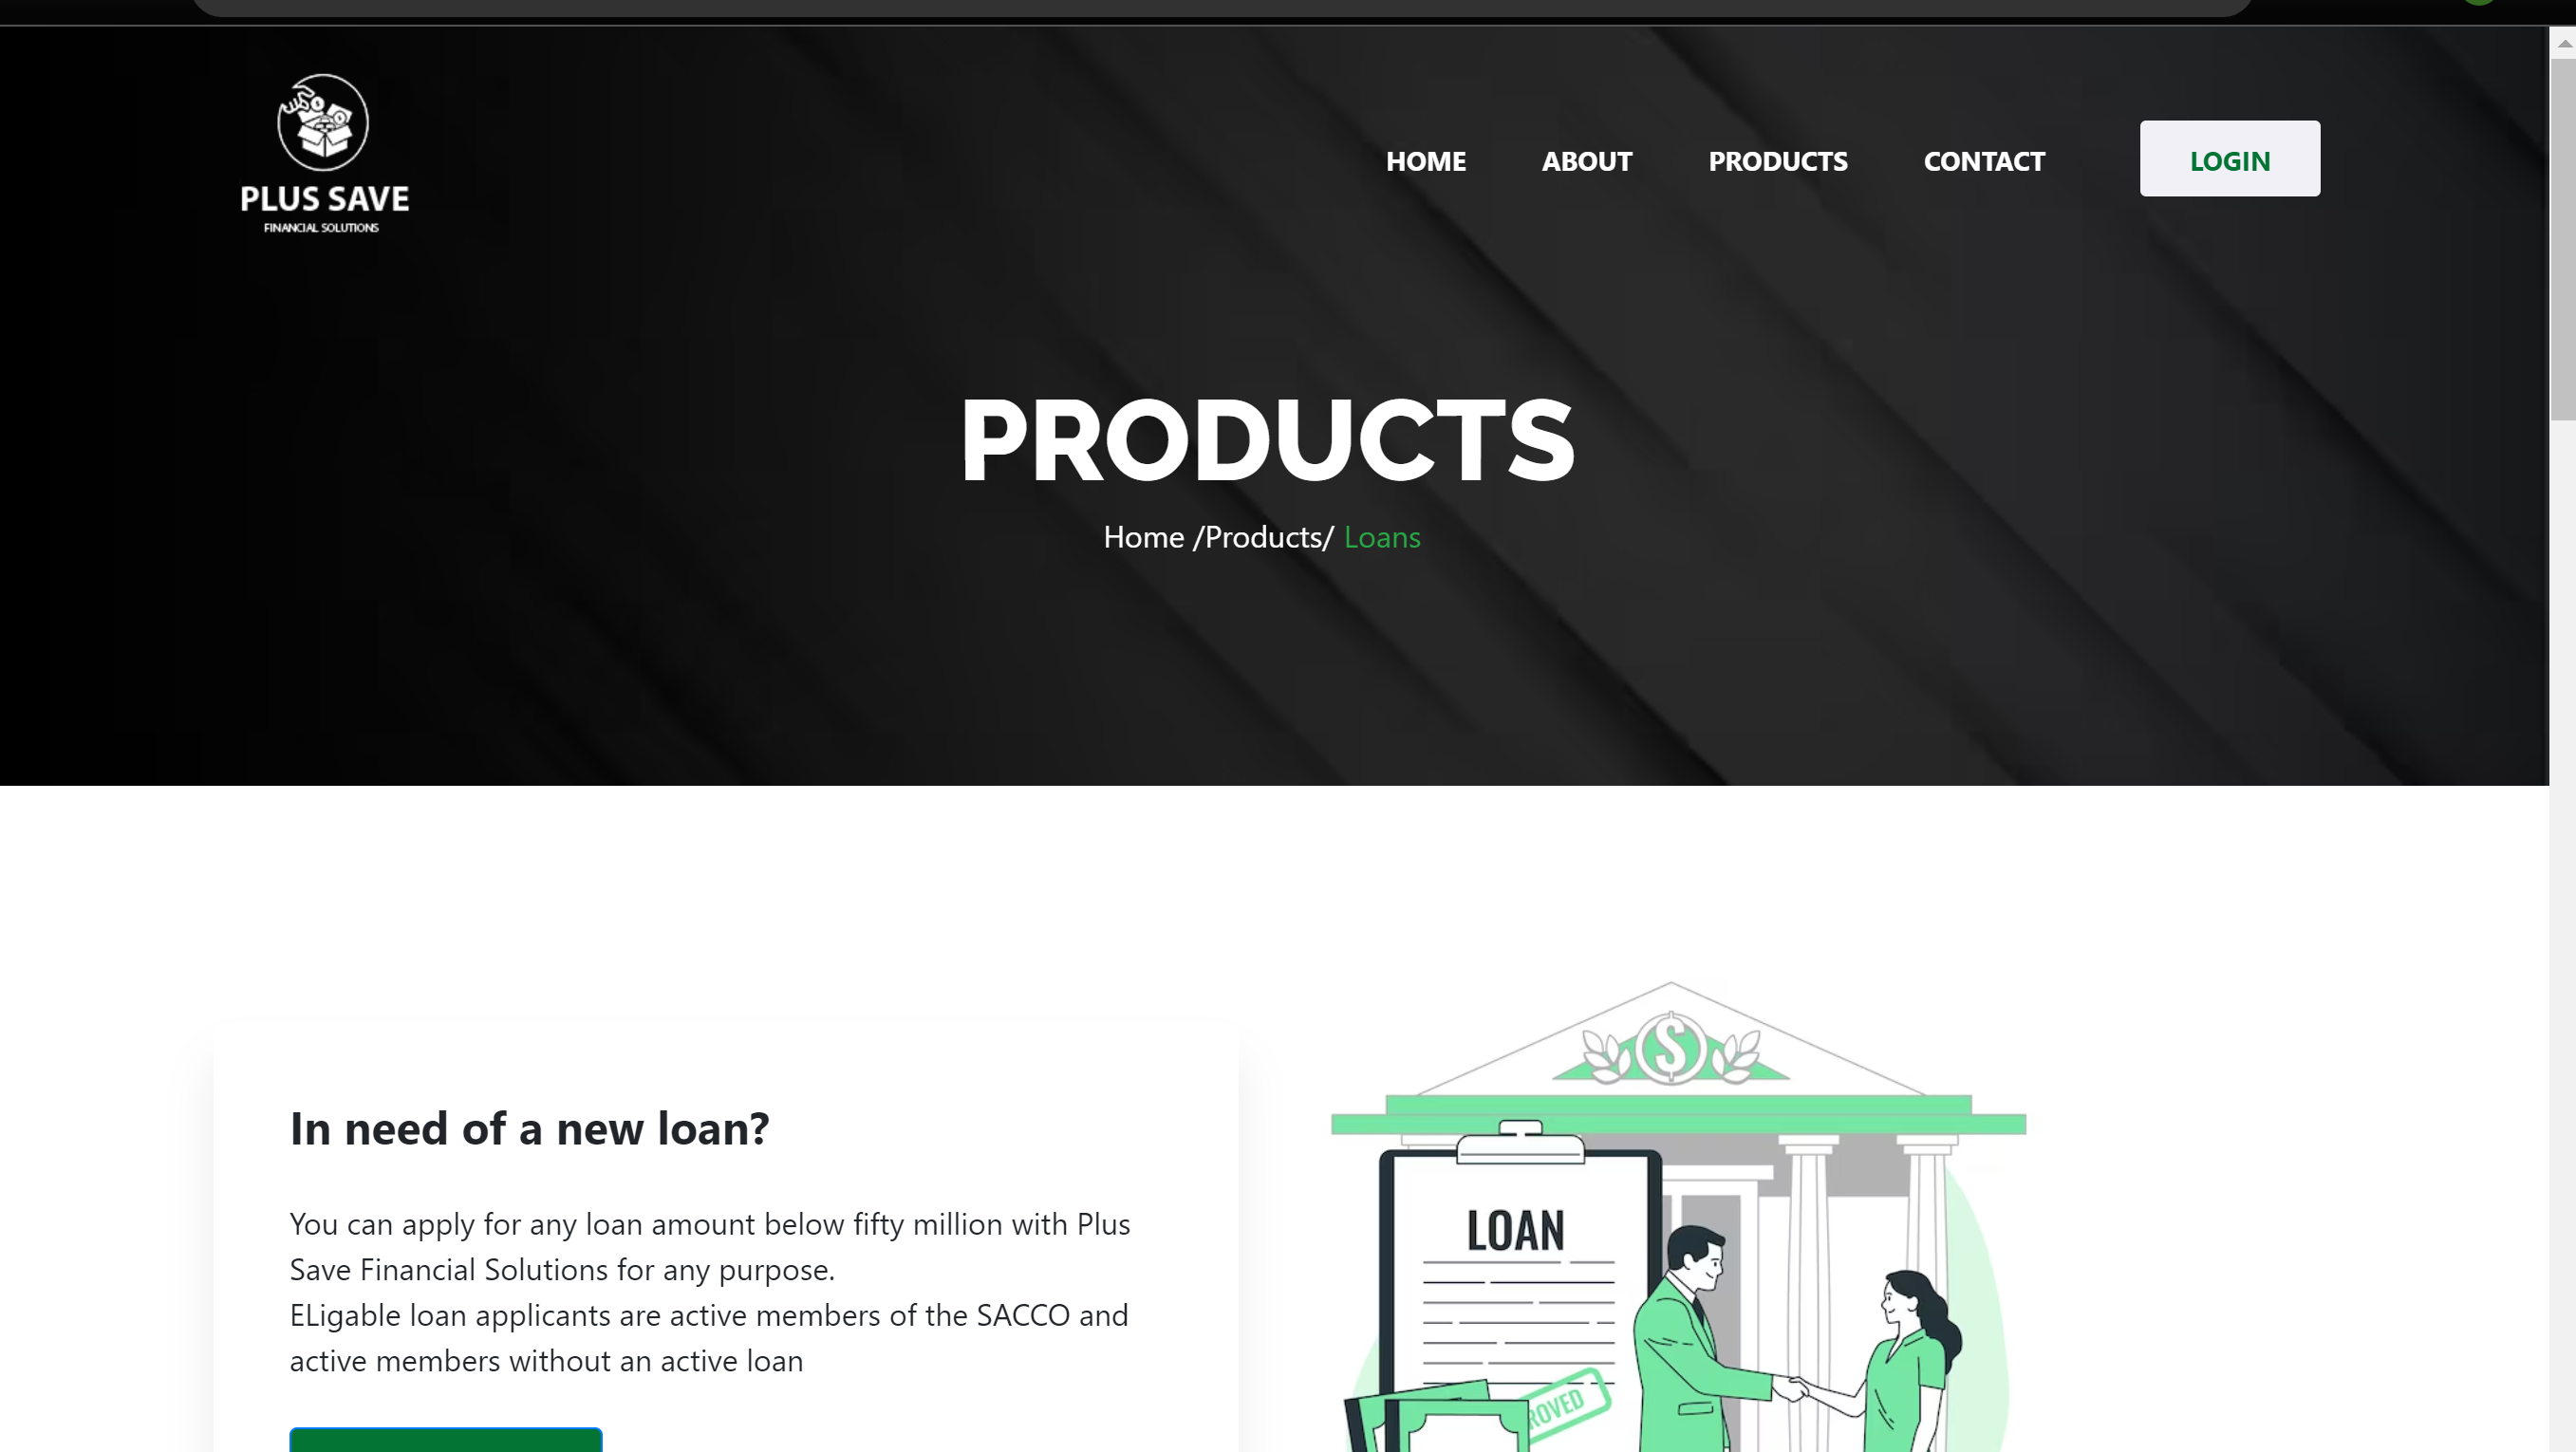 PLUS SAVE
FINANCIAL SOLUTIONS
HOME ABOUT PRODUCTS CONTACT LOGIN
PRODUCTS
Home /Products/ Loans
In need of a new loan?
You can apply for any loan amount below fifty million with Plus
Save Financial Solutions for any purpose.
ELigable loan applicants are active members of the SACCO and
active members without an active loan
$
LOAN
ROVED